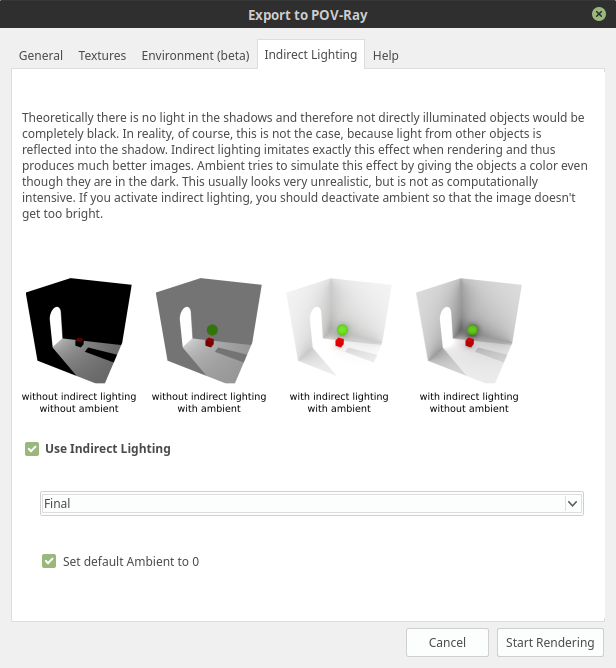 Export to POV-Ray
General Textures Environment (beta) Indirect Lighting Help
Theoretically there is no light in the shadows and therefore not directly illuminated objects would be
completely black. In reality, of course, this is not the case, because light from other objects is
reflected into the shadow. Indirect lighting imitates exactly this effect when rendering and thus
produces much better images. Ambient tries to simulate this effect by giving the objects a color even
though they are in the dark. This usually looks very unrealistic, but is not as computationally
intensive. If you activate indirect lighting, you should deactivate ambient so that the image doesn't
get too bright.
without indirect lighting without indirect lighting with indirect lighting with indirect lighting
without ambient with ambient with ambient without ambient
Use Indirect Lighting
Final
Set default Ambient to 0
Cancel Start Rendering